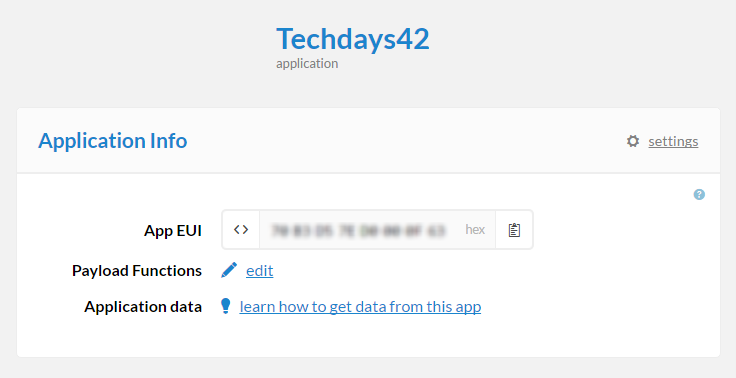 Techdays42
application
Application Info
settings
App EUI
hex
Payload Functions
edit
Application data
learn how to get data from this app